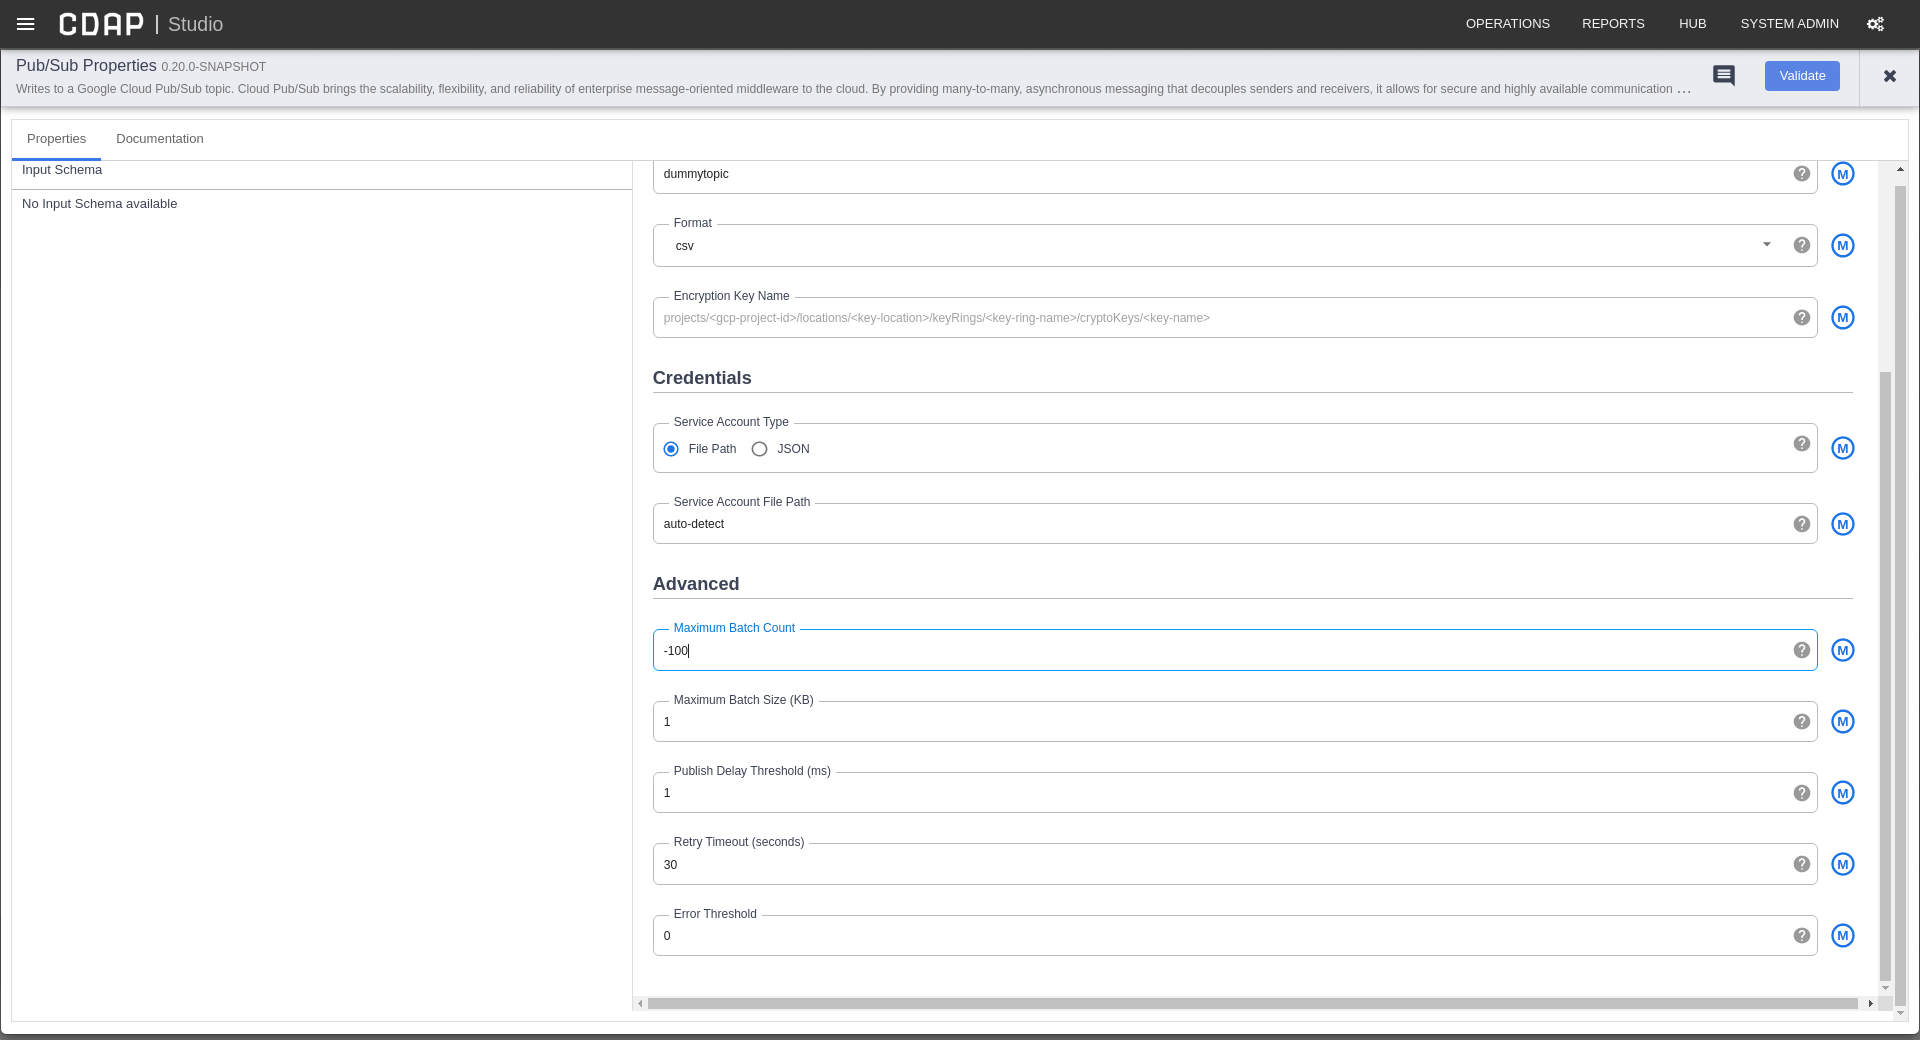 CDAP | Studio
OPERATIONS REPORTS HUB SYSTEM ADMIN
Pub/Sub Properties 0.20.0-SNAPSHOT
Writes to a Google Cloud Pub/Sub topic. Cloud Pub/Sub brings the scalability, flexibility, and reliability of enterprise message-oriented middleware to the cloud. By providing many-to-many, asynchronous messaging that decouples senders and receivers, it allows for secure and highly available communication ...
Validate
Properties Documentation
Input Schema
No Input Schema available
dummytopic
M
Format
csv
M
Encryption Key Name
projects/<gcp-project-id>/locations/<key-location>/keyRings/<key-ring-name>/cryptoKeys/<key-name>
M
Credentials
Service Account Type
File Path JSON
M
Service Account File Path
auto-detect
M
Advanced
Maximum Batch Count
-100
M
Maximum Batch Size (KB)
1
M
Publish Delay Threshold (ms)
1
M
Retry Timeout (seconds)
30
M
Error Threshold
0
M